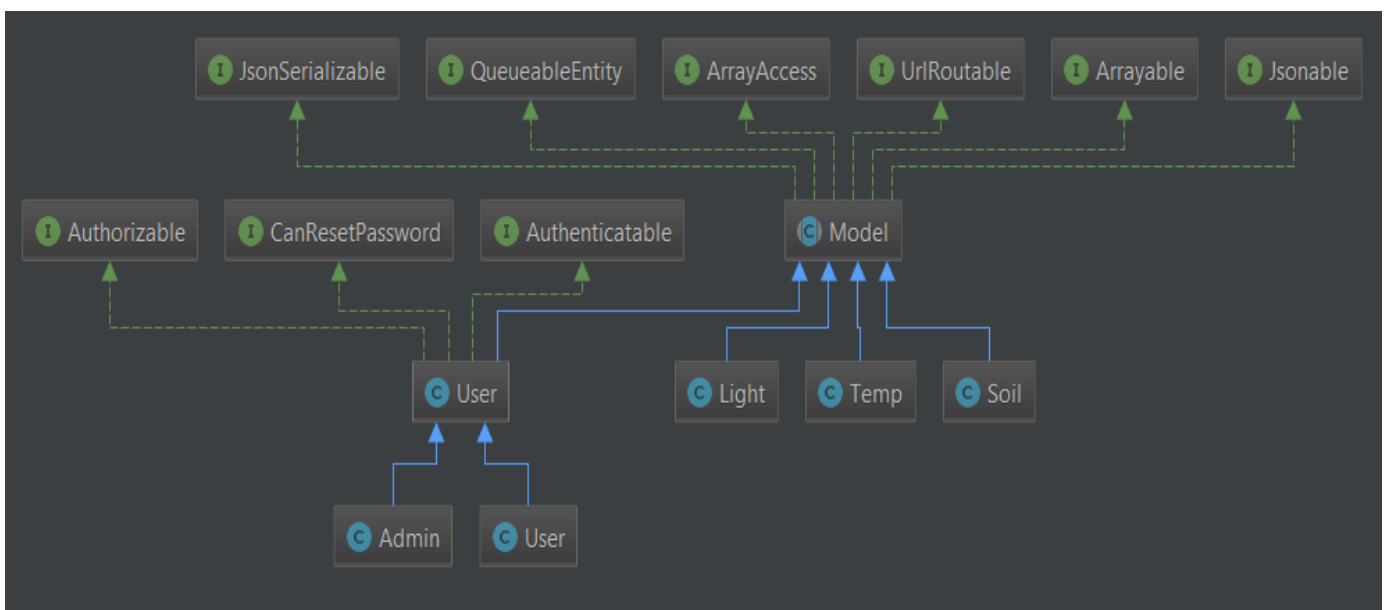 I JsonSerializable
I QueueableEntity
I ArrayAccess
I UrlRoutable
I Arrayable
I Jsonable
I Authorizable
I CanResetPassword
I Authenticatable
C Model
C User
C Light
C Temp
C Soil
C Admin
C User